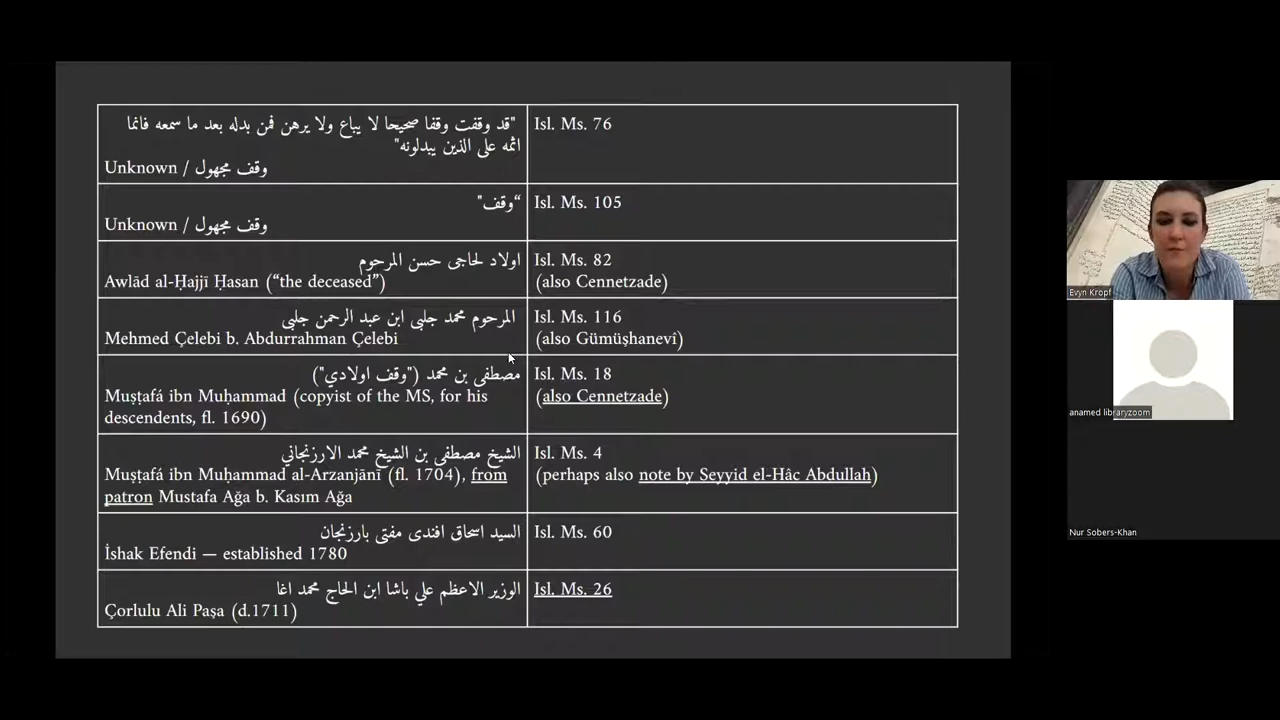 "قد وقفت وقفا صحيحا لا يباع ولا يرهن فمن بدله بعد ما سمعه فانما
اثمه على الذين يبدلونه"
Unknown / وقف مجهول
Isl. Ms. 76
“وقف"
Unknown / وقف مجهول
Isl. Ms. 105
اولاد لحاجى حسن المرحوم
Awlād al-Ḥajjī Ḥasan (“the deceased”)
Isl. Ms. 82
(also Cennetzade)
المرحوم محمد جلبى ابن عبد الرحمن جلبى
Mehmed Çelebi b. Abdurrahman Çelebi
Isl. Ms. 116
(also Gümüşhanevî)
مصطفى بن محمد ("وقف اولادي")
Muṣṭafá ibn Muḥammad (copyist of the MS, for his
descendents, fl. 1690)
Isl. Ms. 18
(also Cennetzade)
الشيخ مصطفى بن الشيخ محمد الارزنجاني
Muṣṭafá ibn Muḥammad al-Arzanjānī (fl. 1704), from
patron Mustafa Ağa b. Kasım Ağa
Isl. Ms. 4
(perhaps also note by Seyyid el-Hâc Abdullah)
السيد اسحاق افندى مفتى بارزنجان
İshak Efendi — established 1780
Isl. Ms. 60
الوزير الاعظم علي باشا ابن الحاج محمد اغا
Çorlulu Ali Paşa (d.1711)
Isl. Ms. 26
Evyn Kropf
anamed libraryzoom
Nur Sobers-Khan